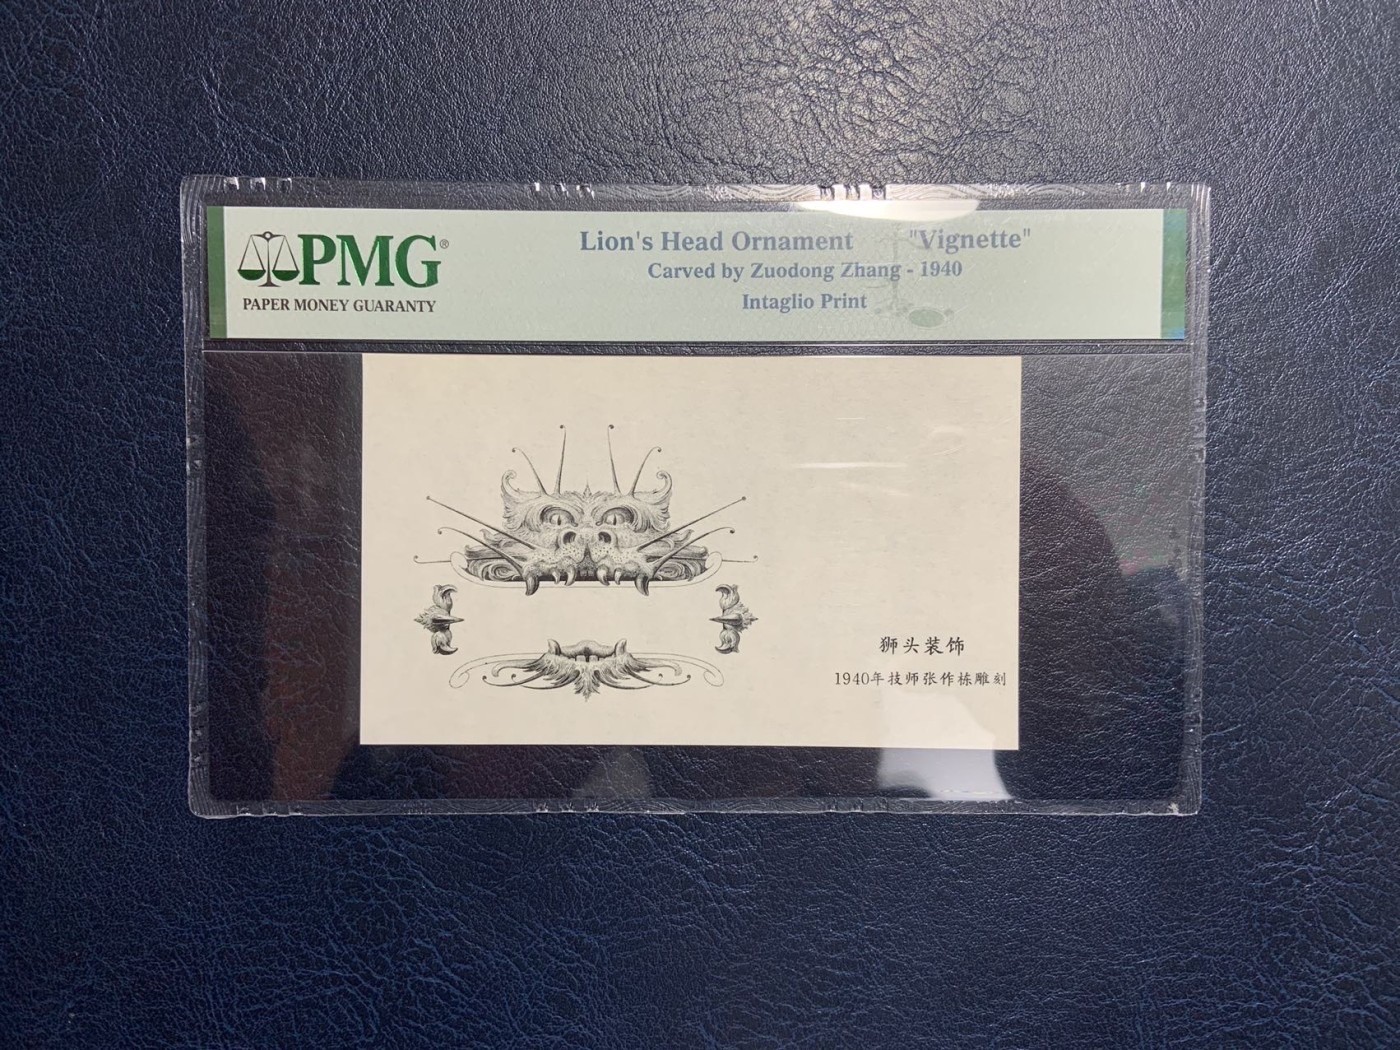 PMG®
PAPER MONEY GUARANTY
Lion's Head Ornament "Vignette"
Carved by Zuodong Zhang - 1940
Intaglio Print
狮头装饰
1940年技师张作栋雕刻